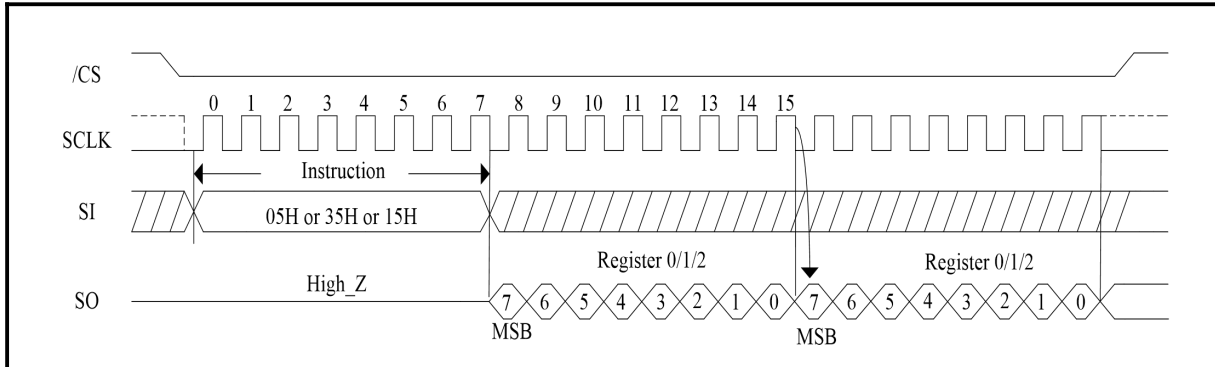 /CS
0 1 2 3 4 5 6 7 8 9 10 11 12 13 14 15
SCLK
Instruction
SI
05H or 35H or 15H
Register 0/1/2 Register 0/1/2
High_Z
SO
7 6 5 4 3 2 1 0 7 6 5 4 3 2 1 0
MSB MSB